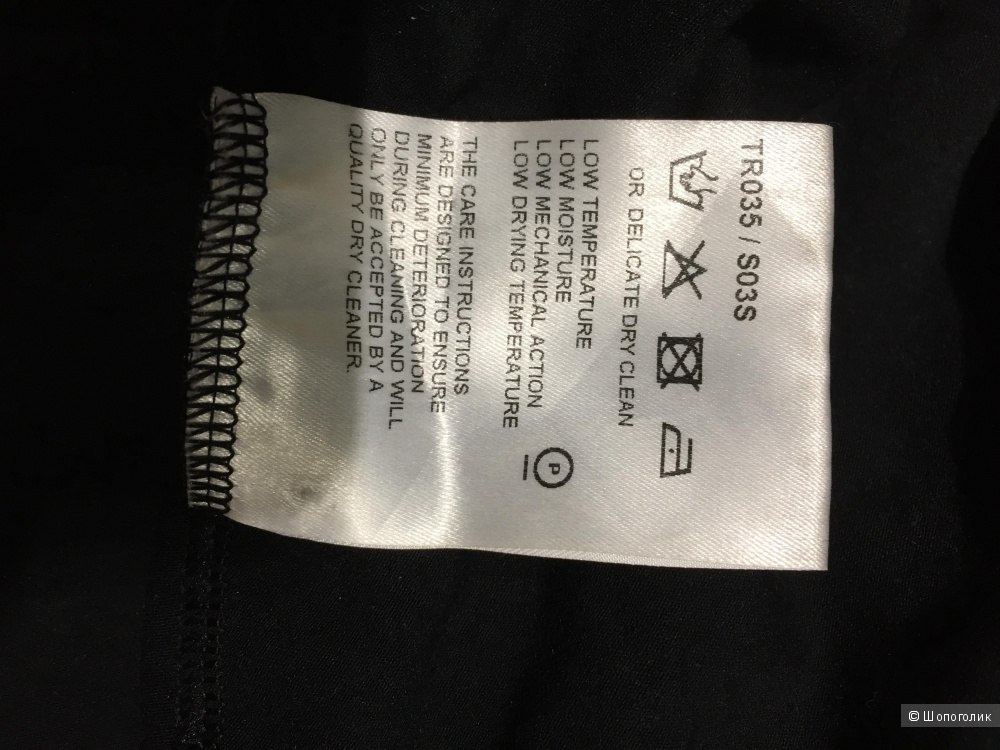 TR035 / S03S
OR DELICATE DRY CLEAN
LOW TEMPERATURE
LOW MOISTURE
LOW MECHANICAL ACTION
LOW DRYING TEMPERATURE
P
THE CARE INSTRUCTIONS
ARE DESIGNED TO ENSURE
MINIMUM DETERIORATION
DURING CLEANING AND WILL
ONLY BE ACCEPTED BY A
QUALITY DRY CLEANER.
© Шопоголик